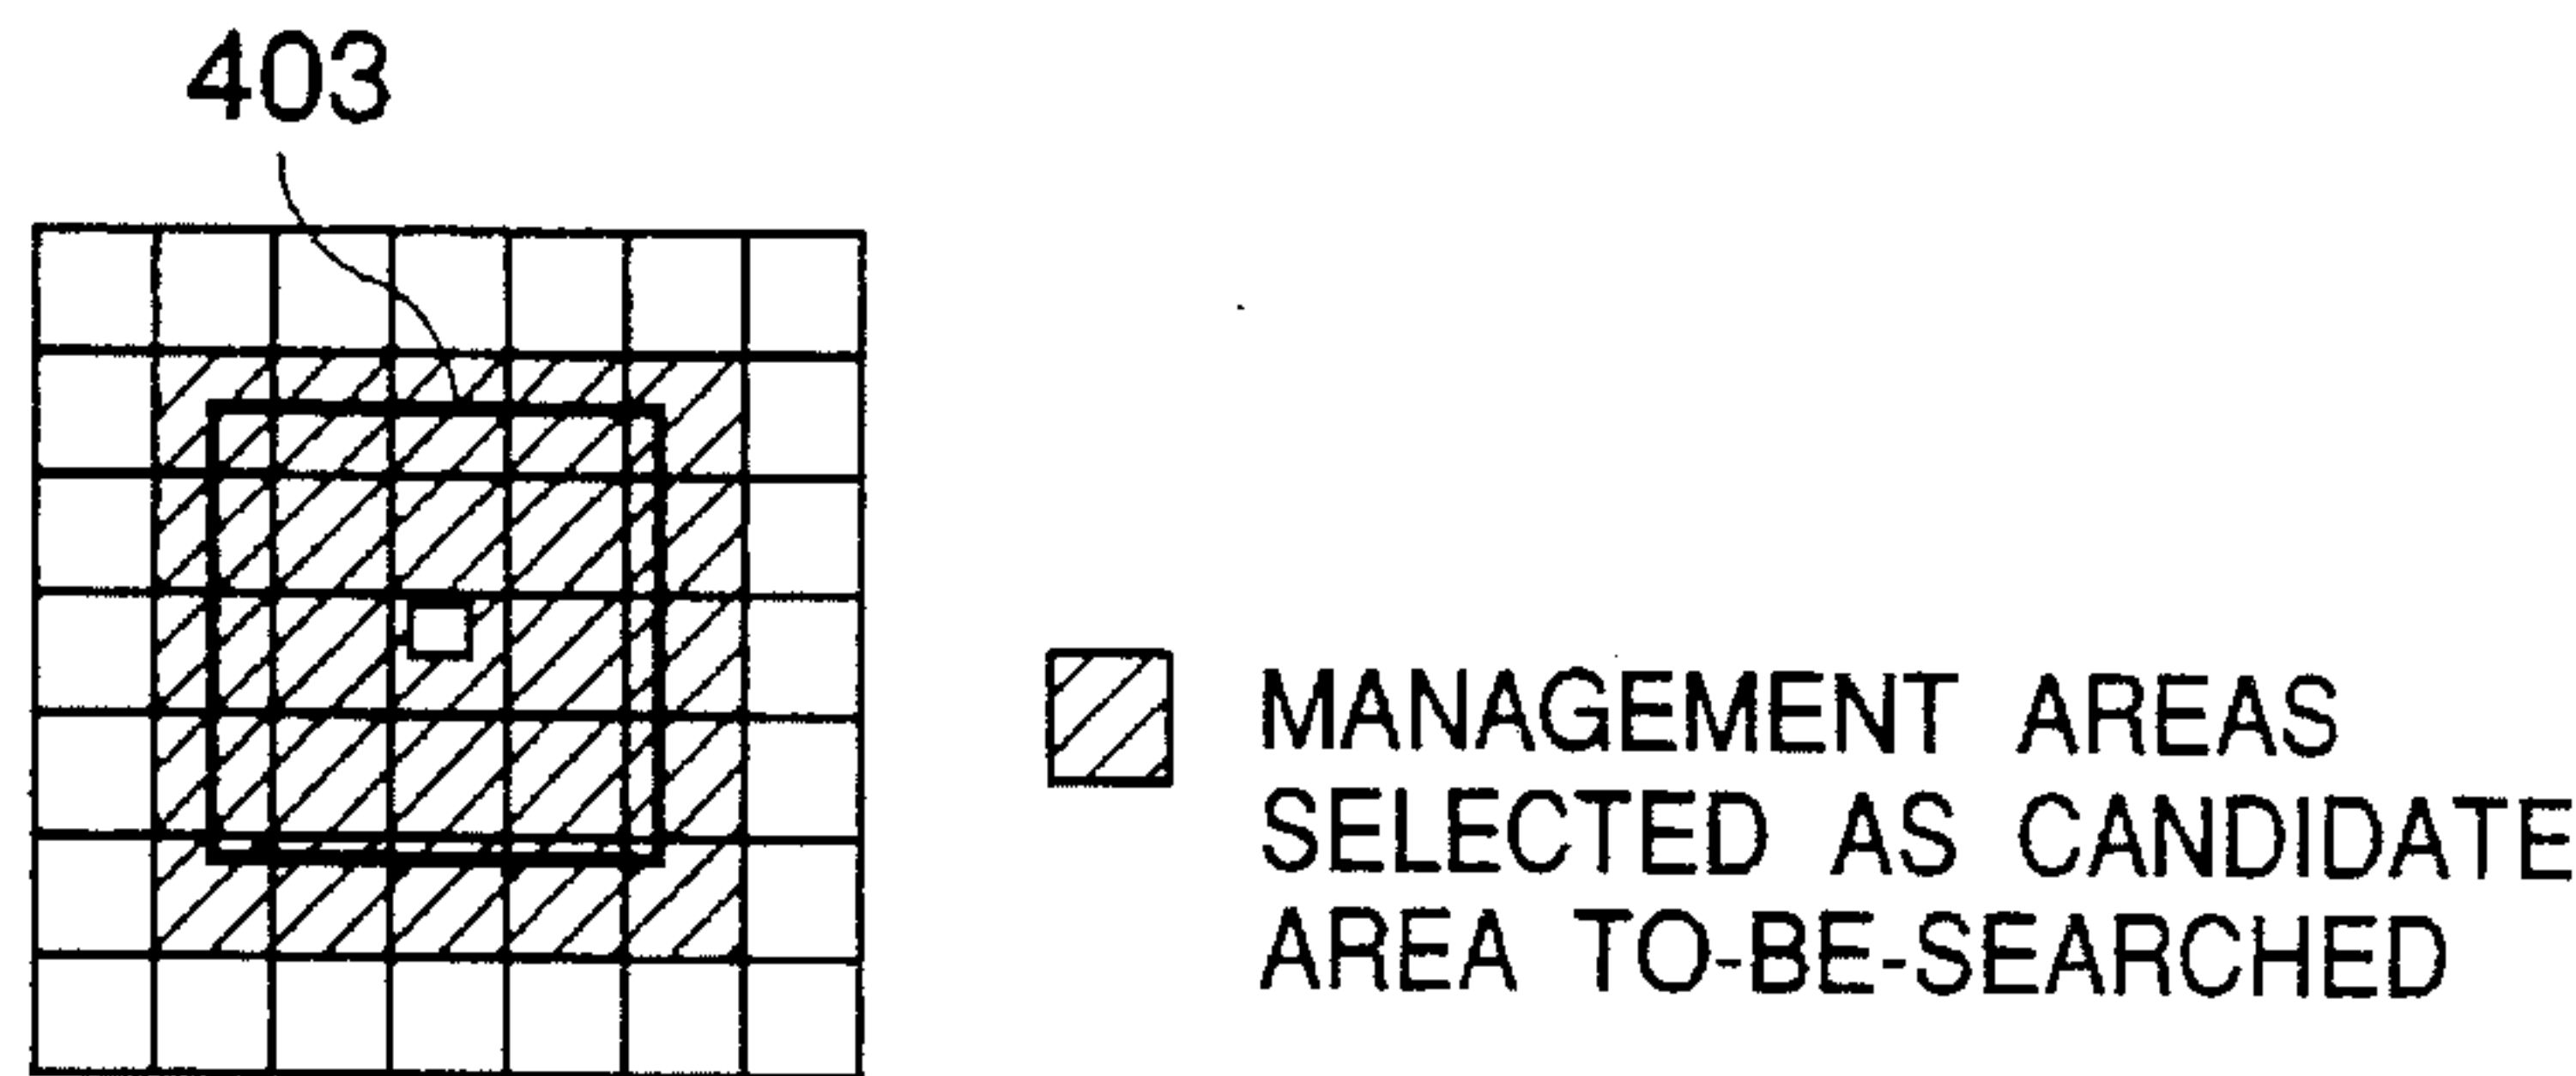 403
MANAGEMENT AREAS
SELECTED AS CANDIDATE
AREA TO-BE-SEARCHED